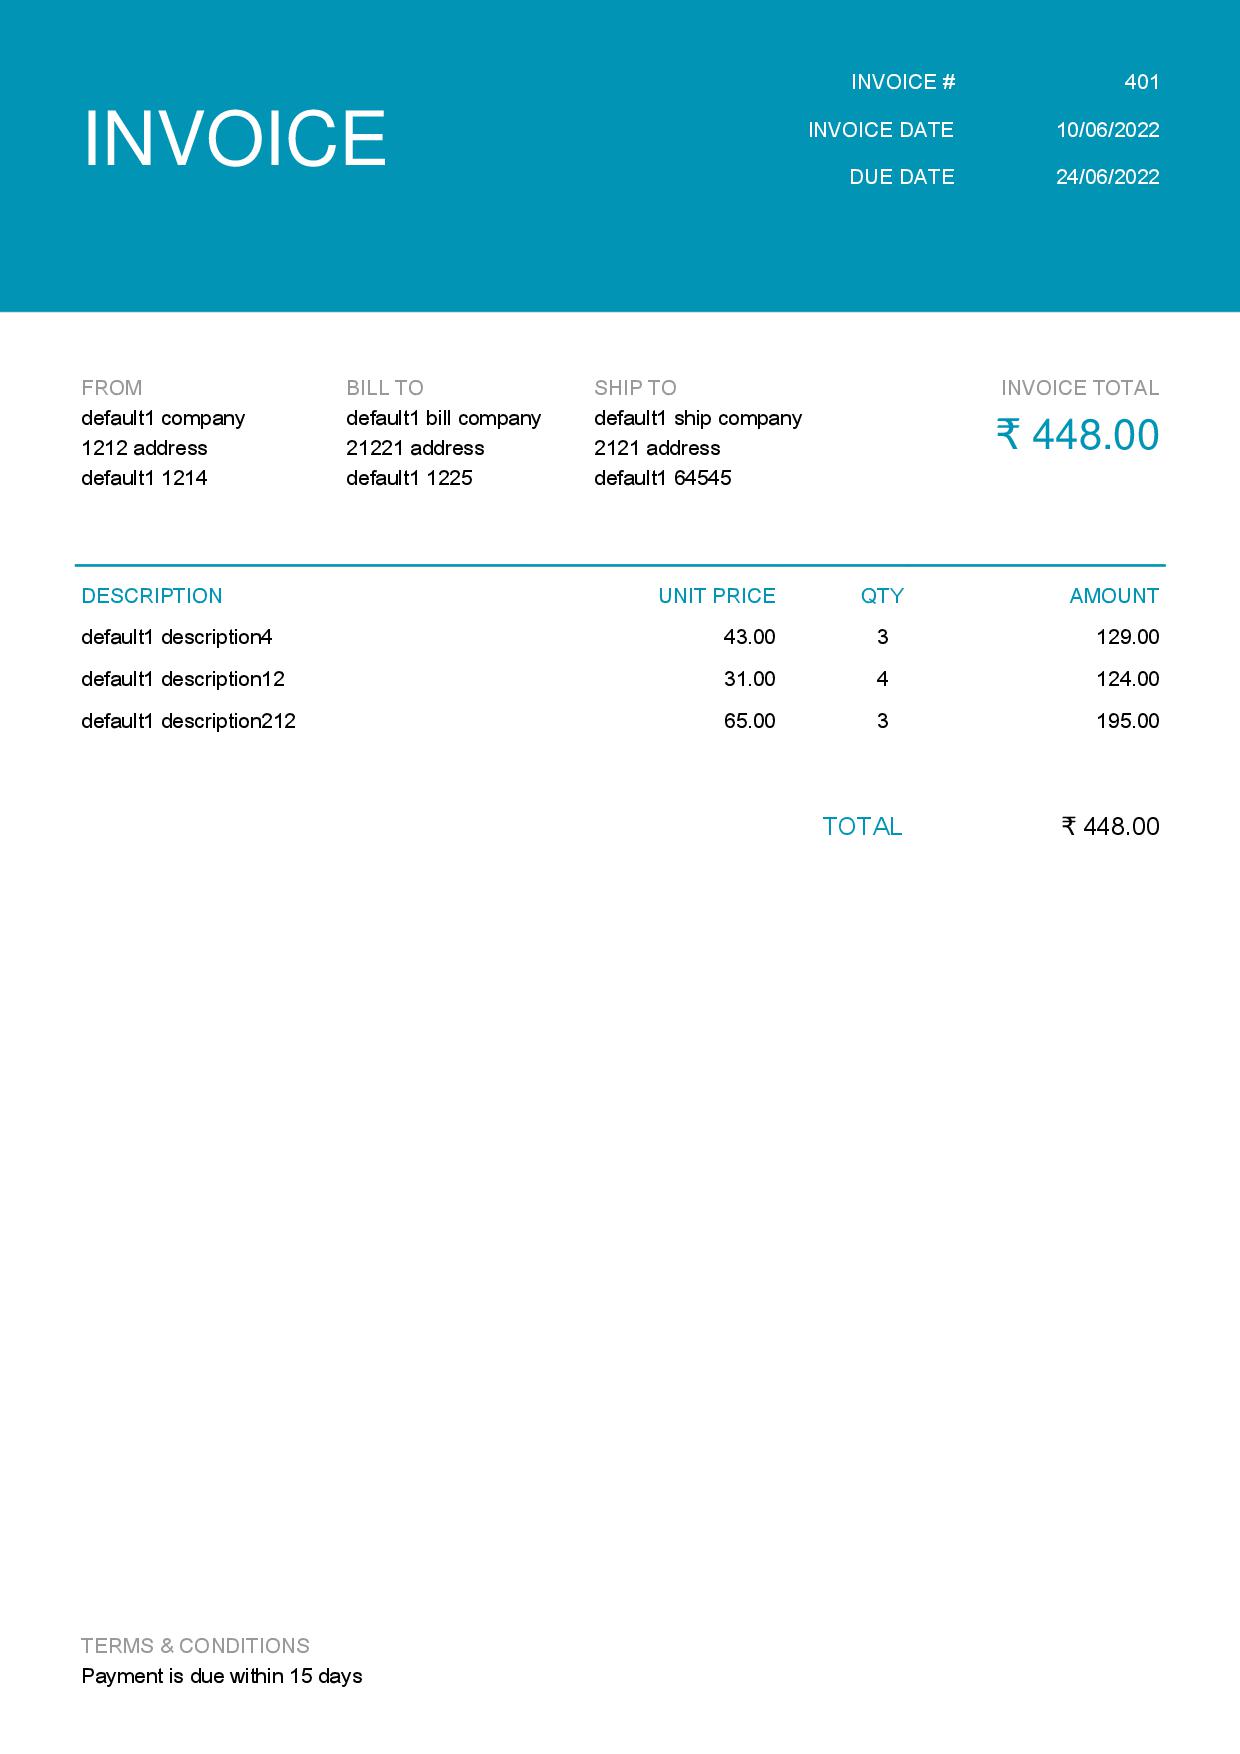 INVOICE
INVOICE # 401
INVOICE DATE 10/06/2022
DUE DATE 24/06/2022
FROM
default1 company
1212 address
default1 1214
BILL TO
default1 bill company
21221 address
default1 1225
SHIP TO
default1 ship company
2121 address
default1 64545
INVOICE TOTAL
₹ 448.00
DESCRIPTION UNIT PRICE QTY AMOUNT
default1 description4 43.00 3 129.00
default1 description12 31.00 4 124.00
default1 description212 65.00 3 195.00
TOTAL ₹ 448.00
TERMS & CONDITIONS
Payment is due within 15 days